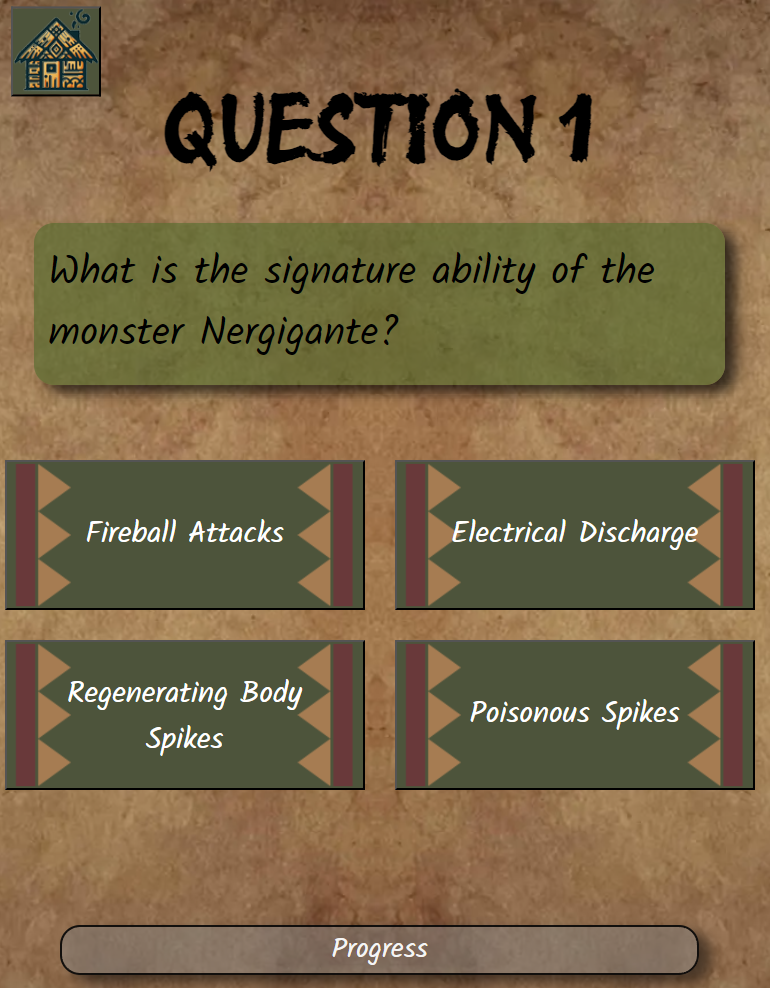 QUESTION 1
What is the signature ability of the
monster Nergigante?
Fireball Attacks
Electrical Discharge
Regenerating Body
Spikes
Poisonous Spikes
Progress